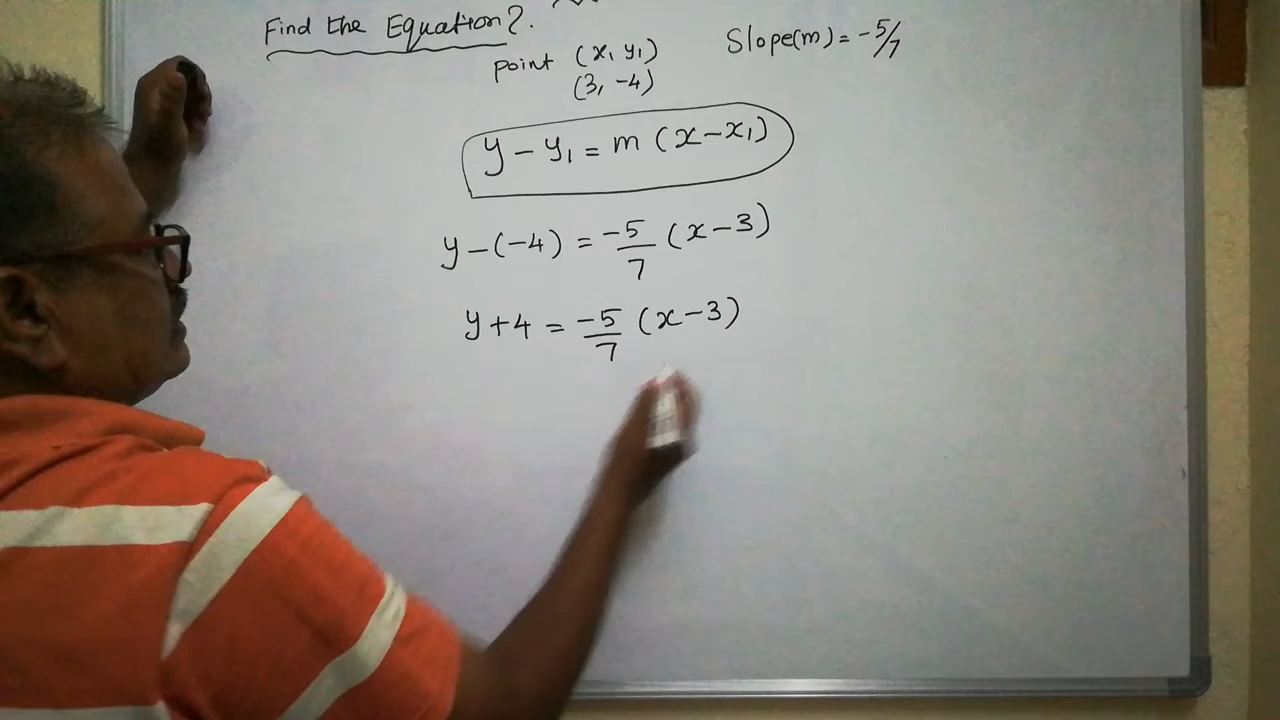 Find the Equation?.
point (x, y₁) Slope(m) = -5/7
(3, -4)
y - y₁ = m (x - x₁)
y - (-4) = -5/7 (x - 3)
y + 4 = -5/7 (x - 3)